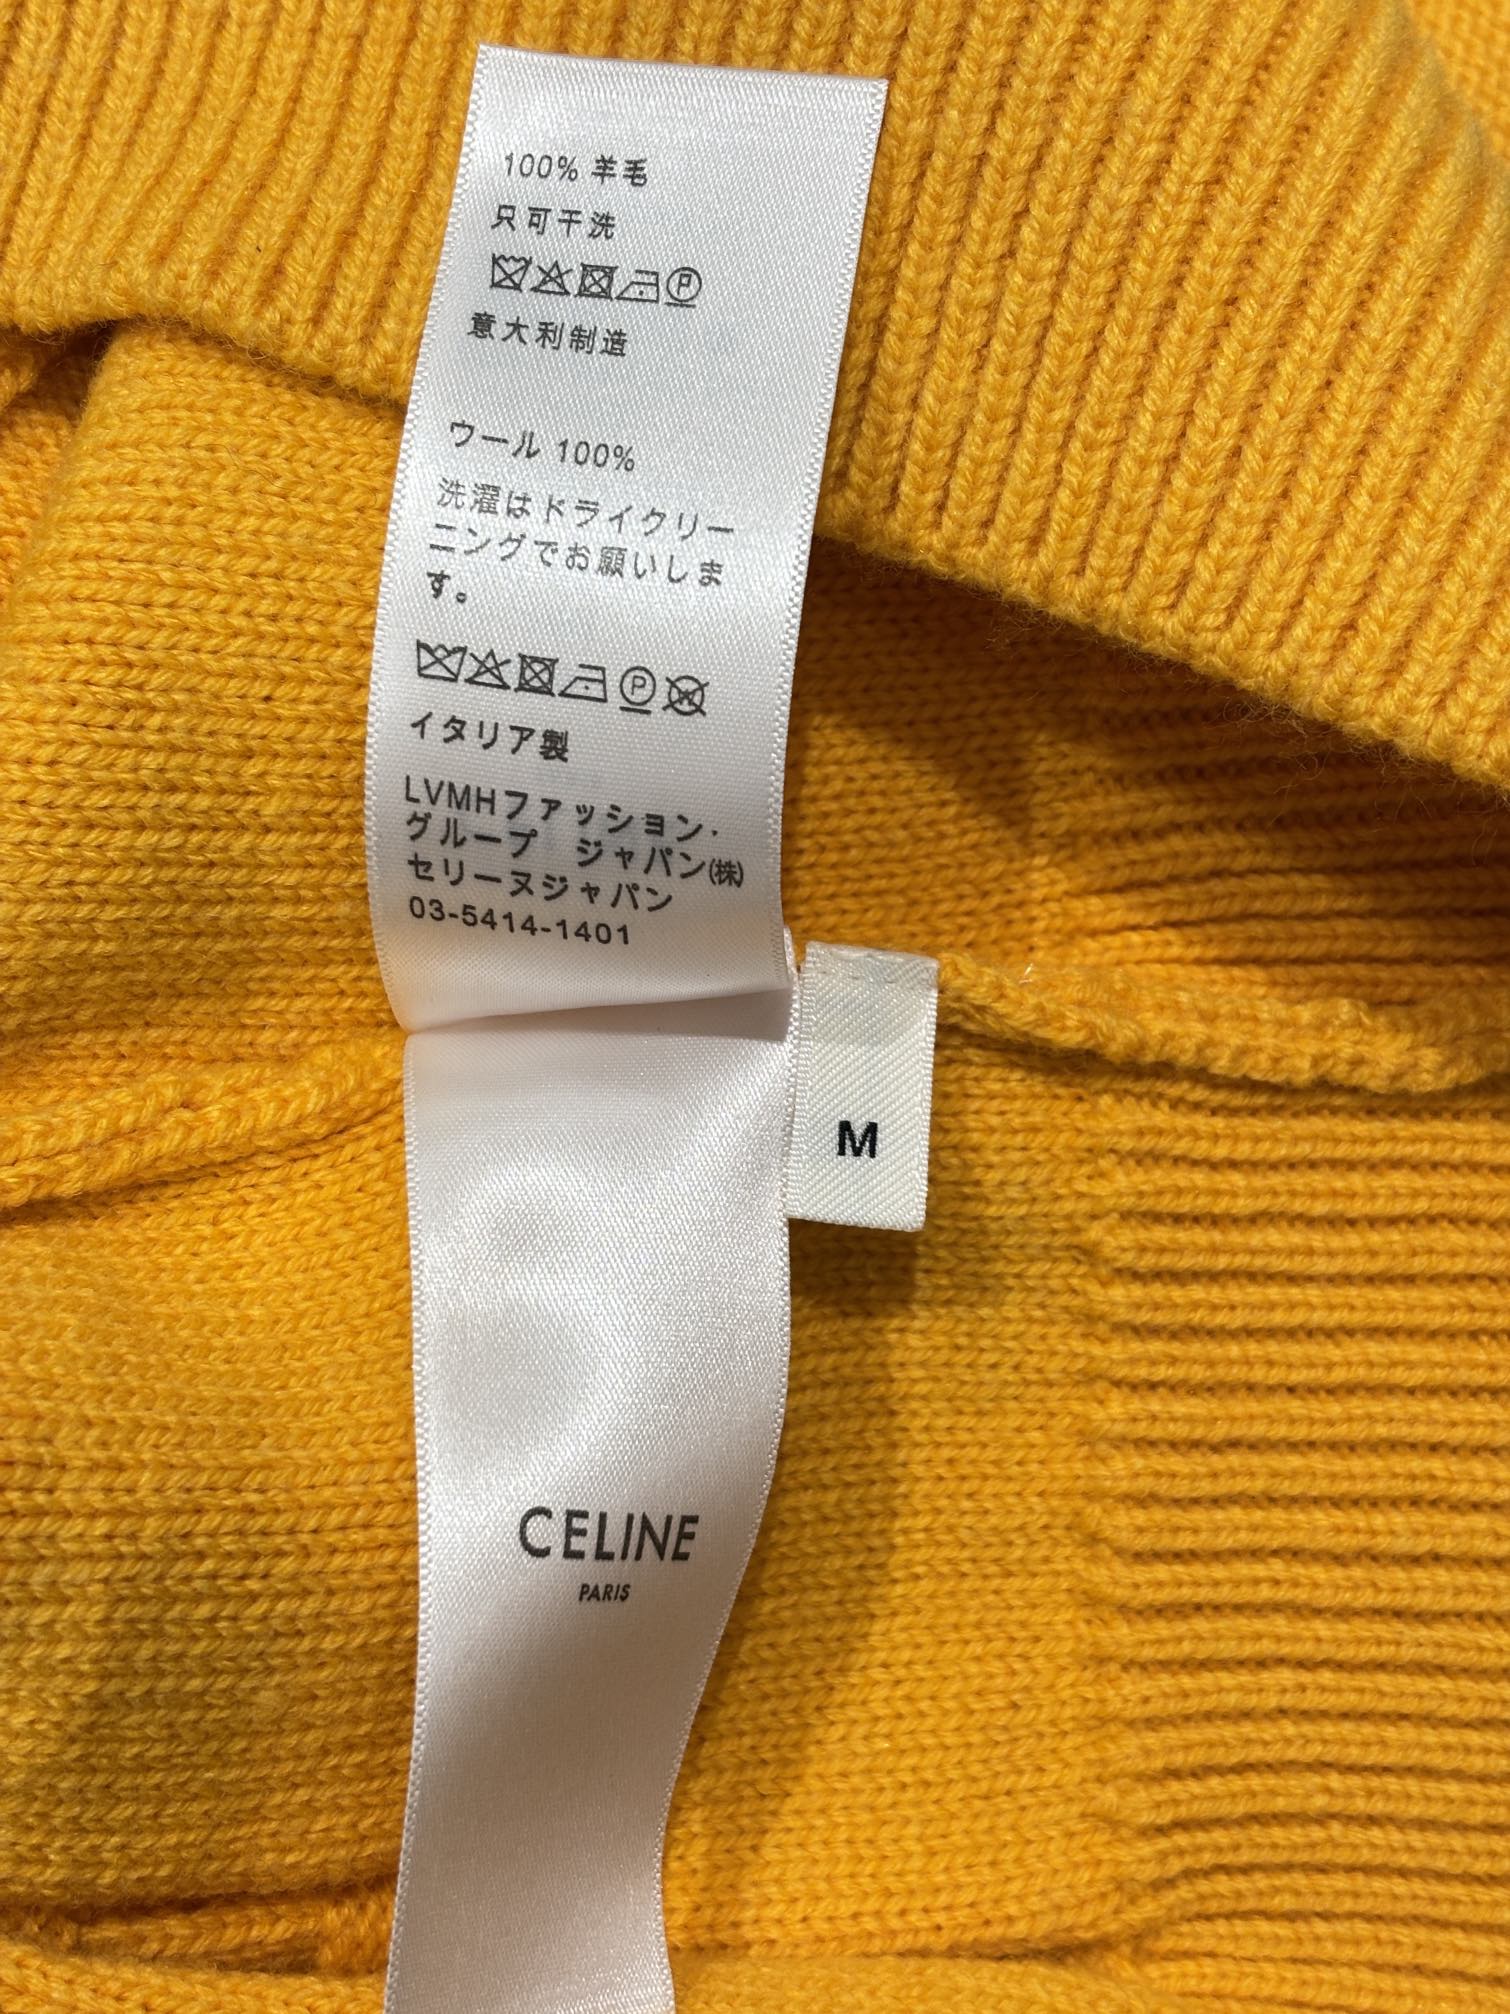 100% 羊毛
只可干洗
P
意大利制造
ウール 100%
洗濯はドライクリー
ニングでお願いしま
す。
P W
イタリア製
LVMHファッション・
グループ ジャパン(株)
セリーヌジャパン
03-5414-1401
M
CELINE
PARIS